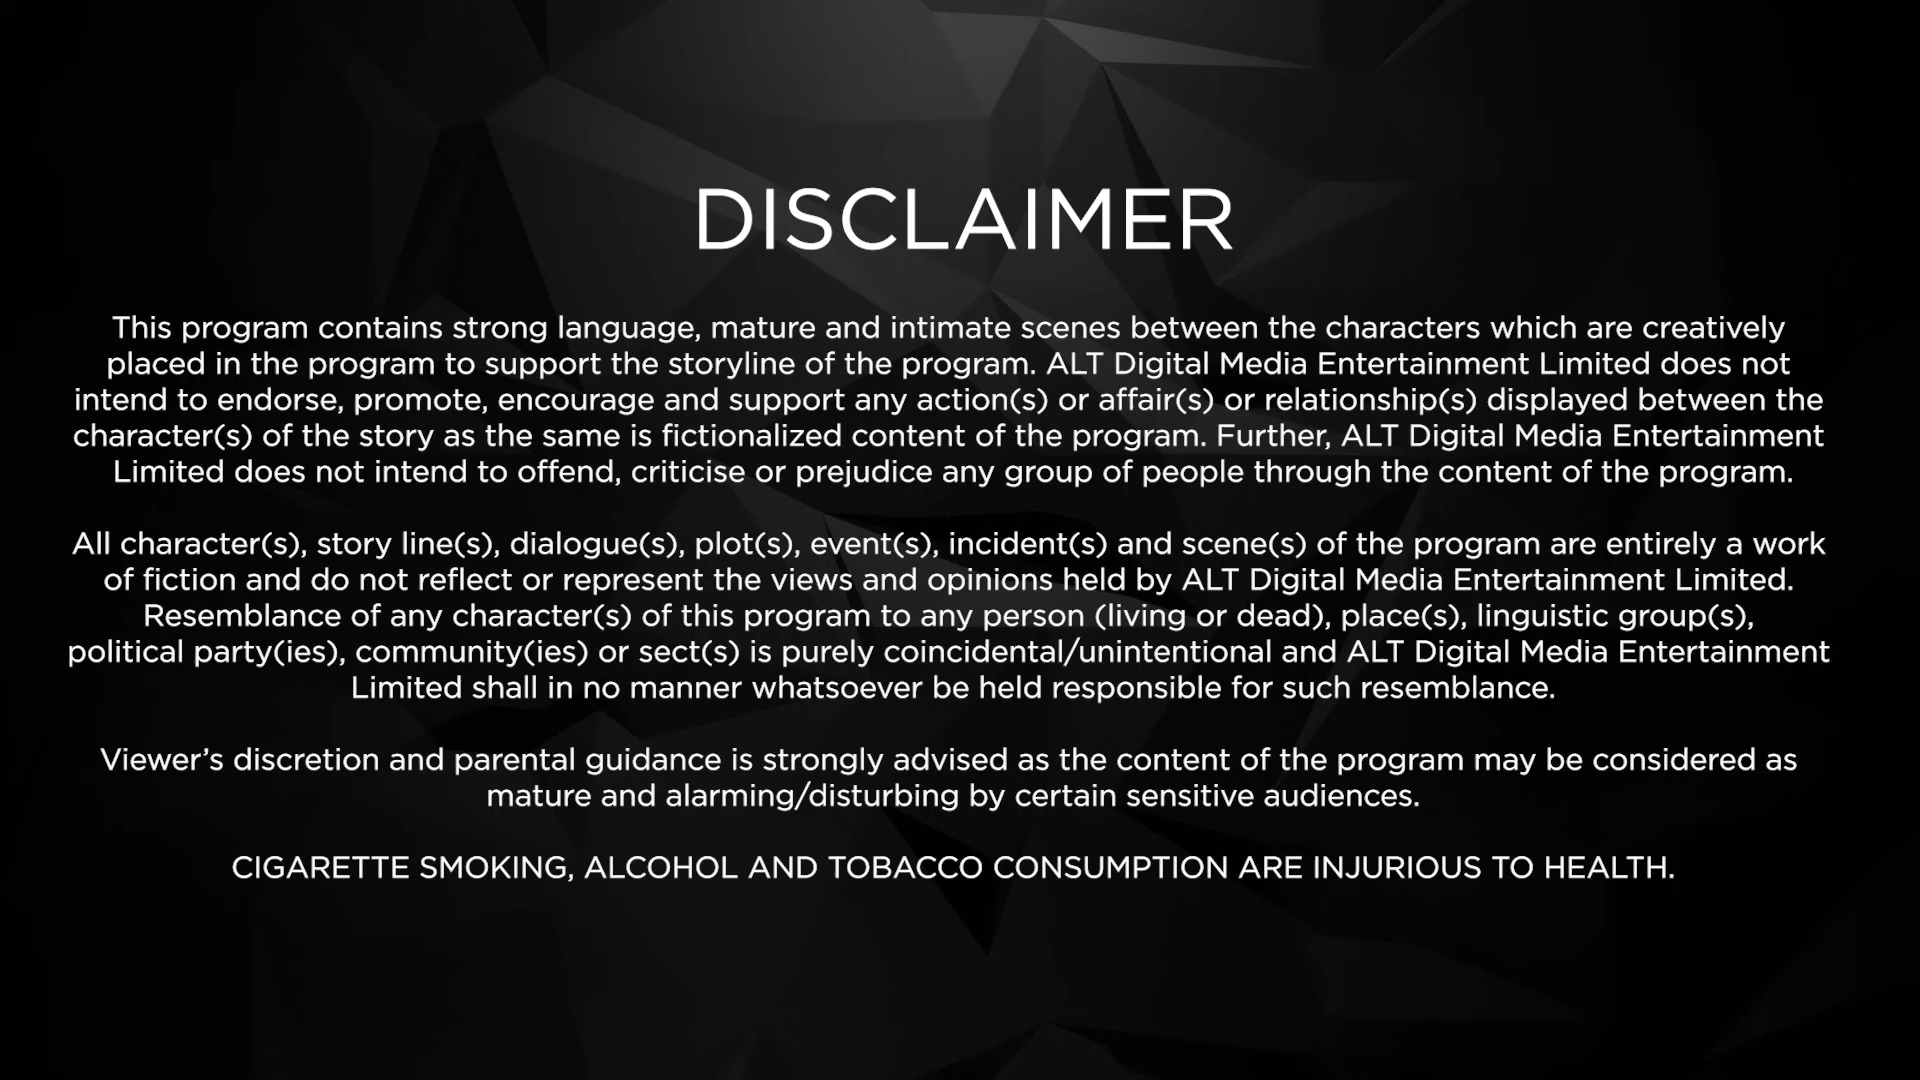 DISCLAIMER
This program contains strong language, mature and intimate scenes between the characters which are creatively
placed in the program to support the storyline of the program. ALT Digital Media Entertainment Limited does not
intend to endorse, promote, encourage and support any action(s) or affair(s) or relationship(s) displayed between the
character(s) of the story as the same is fictionalized content of the program. Further, ALT Digital Media Entertainment
Limited does not intend to offend, criticise or prejudice any group of people through the content of the program.
All character(s), story line(s), dialogue(s), plot(s), event(s), incident(s) and scene(s) of the program are entirely a work
of fiction and do not reflect or represent the views and opinions held by ALT Digital Media Entertainment Limited.
Resemblance of any character(s) of this program to any person (living or dead), place(s), linguistic group(s),
political party(ies), community(ies) or sect(s) is purely coincidental/unintentional and ALT Digital Media Entertainment
Limited shall in no manner whatsoever be held responsible for such resemblance.
Viewer’s discretion and parental guidance is strongly advised as the content of the program may be considered as
mature and alarming/disturbing by certain sensitive audiences.
CIGARETTE SMOKING, ALCOHOL AND TOBACCO CONSUMPTION ARE INJURIOUS TO HEALTH.